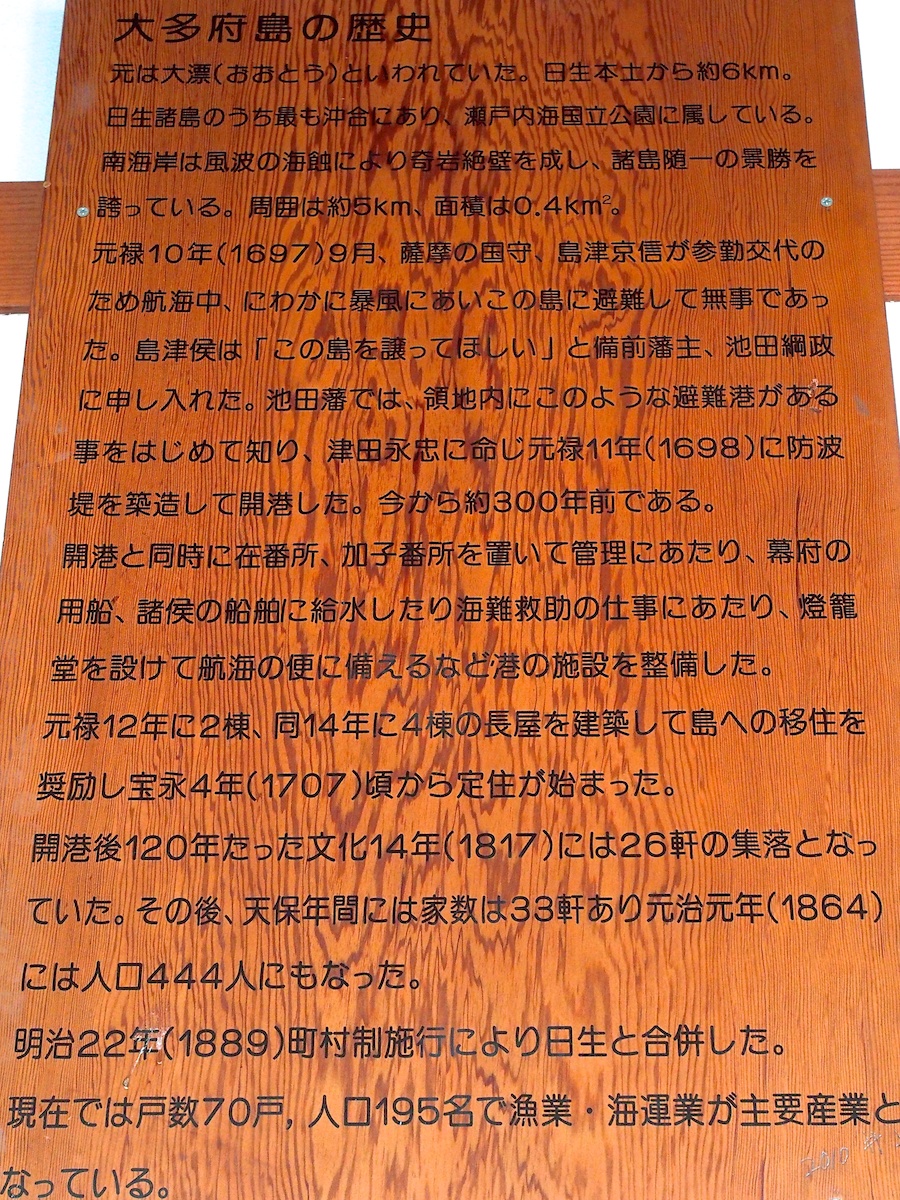 大多府島の歴史
元は大漂(おおとう)といわれていた。日生本土から約6km。
日生諸島のうち最も沖合にあり、瀬戸内海国立公園に属している。
南海岸は風波の海蝕により奇岩絶壁を成し、諸島随一の景勝を
誇っている。周囲は約5km、面積は0.4km²。
元禄10年(1697)9月、薩摩の国守、島津京信が参勤交代の
ため航海中、にわかに暴風にあいこの島に避難して無事であっ
た。島津侯は「この島を譲ってほしい」と備前藩主、池田綱政
に申し入れた。池田藩では、領地内にこのような避難港がある
事をはじめて知り、津田永忠に命じ元禄11年(1698)に防波
堤を築造して開港した。今から約300年前である。
開港と同時に在番所、加子番所を置いて管理にあたり、幕府の
用船、諸侯の船舶に給水したり海難救助の仕事にあたり、燈籠
堂を設けて航海の便に備えるなど港の施設を整備した。
元禄12年に2棟、同14年に4棟の長屋を建築して島への移住を
奨励し宝永4年(1707)頃から定住が始まった。
開港後120年たった文化14年(1817)には26軒の集落となっ
ていた。その後、天保年間には家数は33軒あり元治元年(1864)
には人口444人にもなった。
明治22年(1889)町村制施行により日生と合併した。
現在では戸数70戸,人口195名で漁業・海運業が主要産業と
なっている。
2010